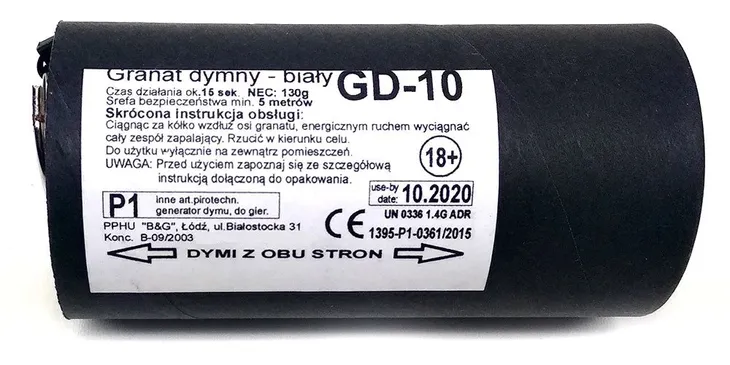 Granat dymny - biały GD-10
Czas działania ok.15 sek. NEC: 130g
Srefa bezpieczeństwa min. 5 metrów
Skrócona instrukcja obsługi:
Ciągnąc za kółko wzdłuż osi granatu, energicznym ruchem wyciągnąć
cały zespół zapalający. Rzucić w kierunku celu.
Do użytku wyłącznie na zewnątrz pomieszczeń.
UWAGA: Przed użyciem zapoznaj się ze szczegółową
instrukcją dołączoną do opakowania.
18+
P1 inne art.pirotechn.
generator dymu, do gier.
use-by
date: 10.2020
UN 0336 1.4G ADR
PPHU "B&G", Łódź, ul.Białostocka 31
Konc. B-09/2003
CE 1395-P1-0361/2015
DYMI Z OBU STRON